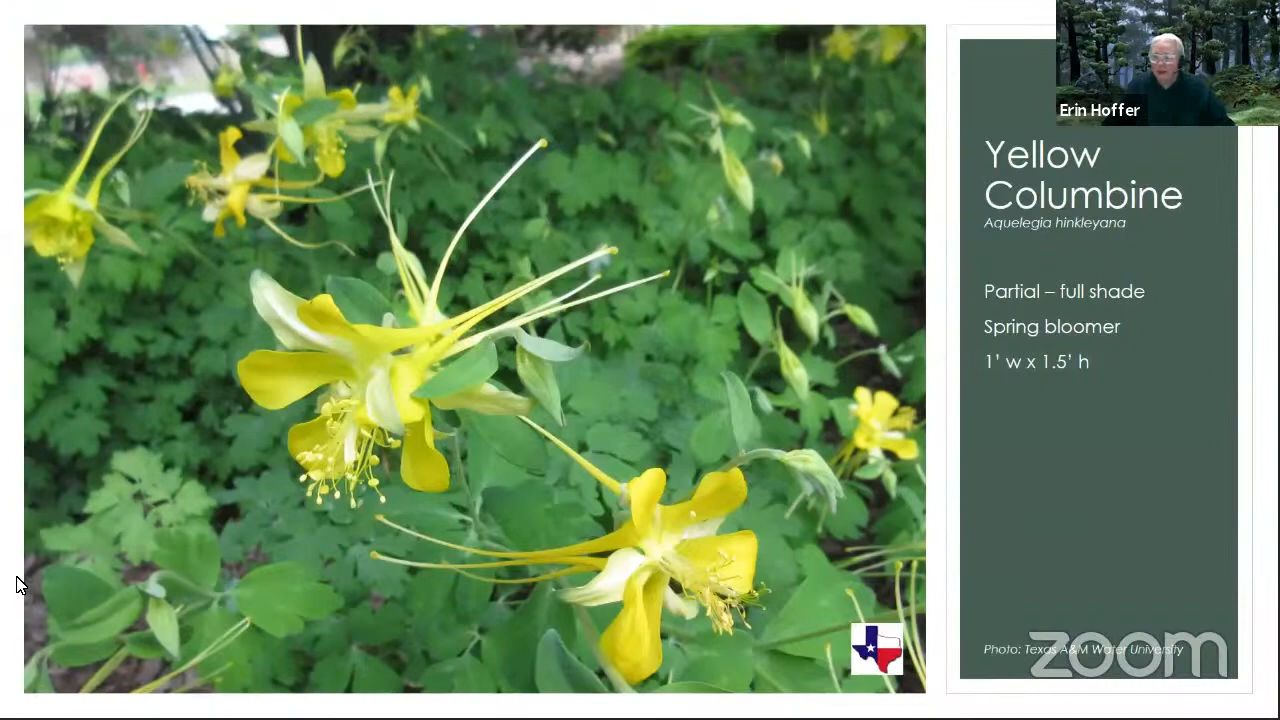 Erin Hoffer
Yellow
Columbine
Aquelegia hinkleyana
Partial – full shade
Spring bloomer
1' w x 1.5' h
Photo: Texas A&M Water University
zoom